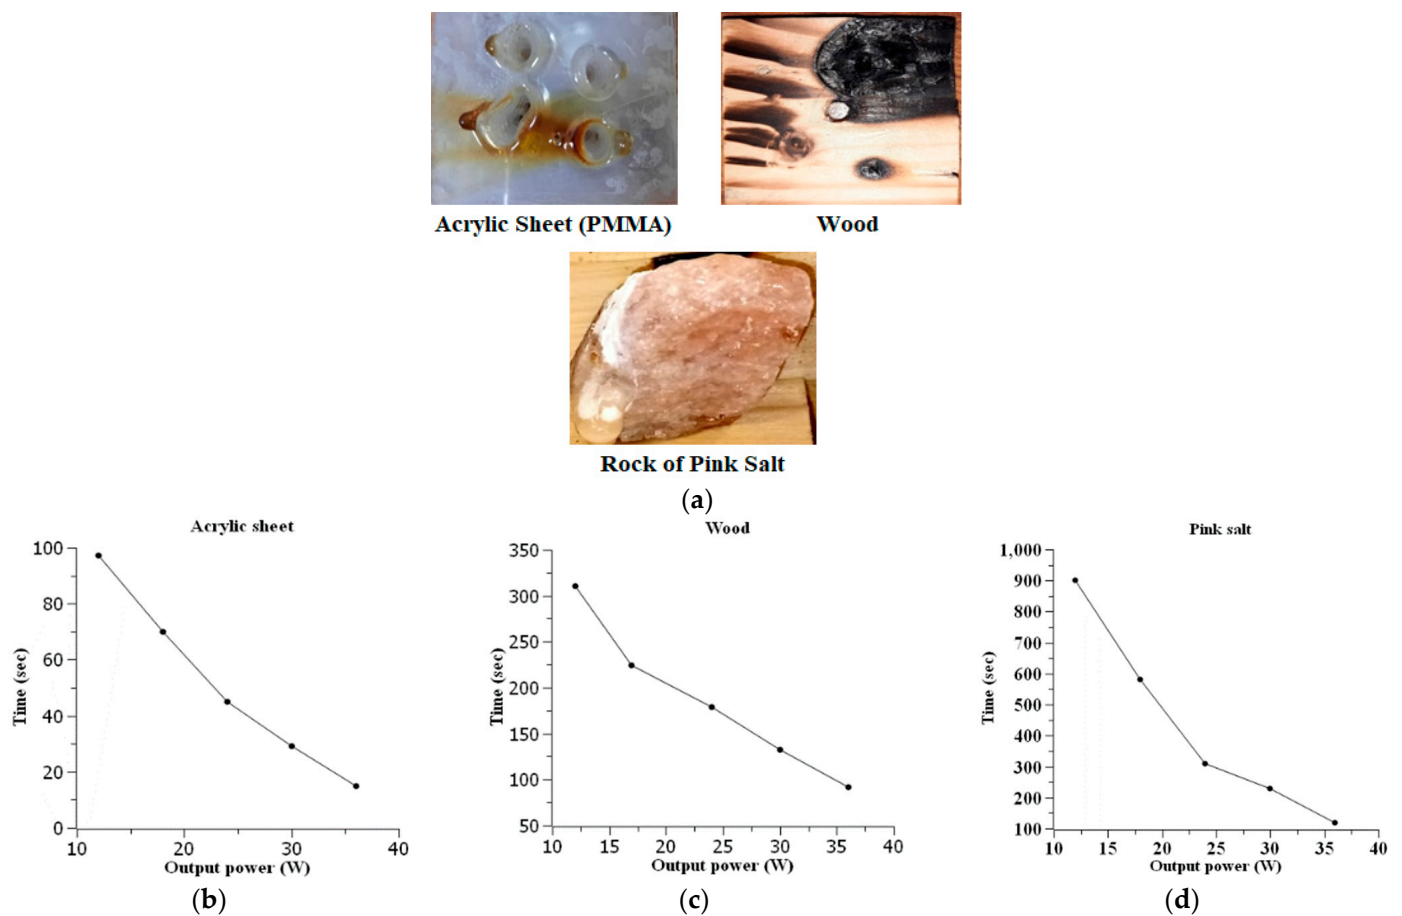 Acrylic Sheet (PMMA)
Wood
Rock of Pink Salt
(a)
Acrylic sheet
100
80
60
40
20
0
Time (sec)
10
20
30
40
Output power (W)
(b)
Wood
350
300
250
200
150
100
50
Time (sec)
10
15
20
25
30
35
40
Output power (W)
(c)
Pink salt
1,000
900
800
700
600
500
400
300
200
100
Time (sec)
10
15
20
25
30
35
40
Output power (W)
(d)